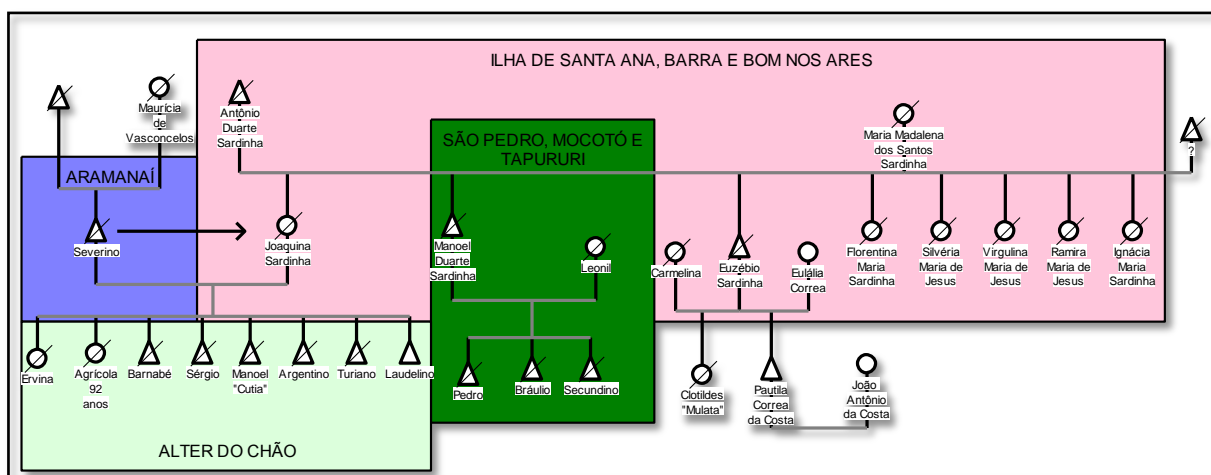 ILHA DE SANTA ANA, BARRA E BOM NOS ARES
Maurícia
de
Vasconcelos
Antônio
Duarte
Sardinha
SÃO PEDRO, MOCOTÓ E
TAPURURI
Maria Madalena
dos Santos
Sardinha
?
ARAMANAÍ
Severino
Joaquina
Sardinha
Manoel
Duarte
Sardinha
Leonil
Carmelina
Euzébio
Sardinha
Eulália
Correa
Florentina
Maria
Sardinha
Silvéria
Maria de
Jesus
Virgulina
Maria de
Jesus
Ramira
Maria de
Jesus
Ignácia
Maria
Sardinha
Ervina
Agrícola
92
anos
Barnabé
Sérgio
Manoel
"Cutia"
Argentino
Turiano
Laudelino
Pedro
Bráulio
Secundino
Clotildes
"Mulata"
Pautila
Correa
da Costa
João
Antônio
da Costa
ALTER DO CHÃO